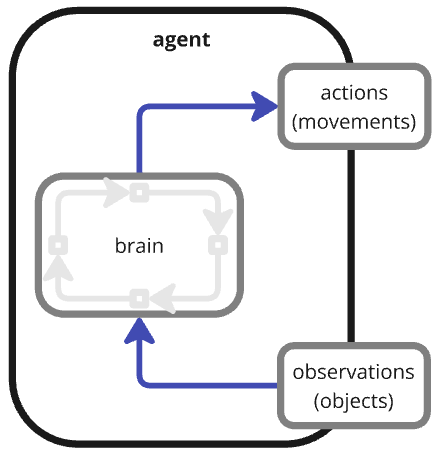 agent
actions
(movements)
brain
observations
(objects)